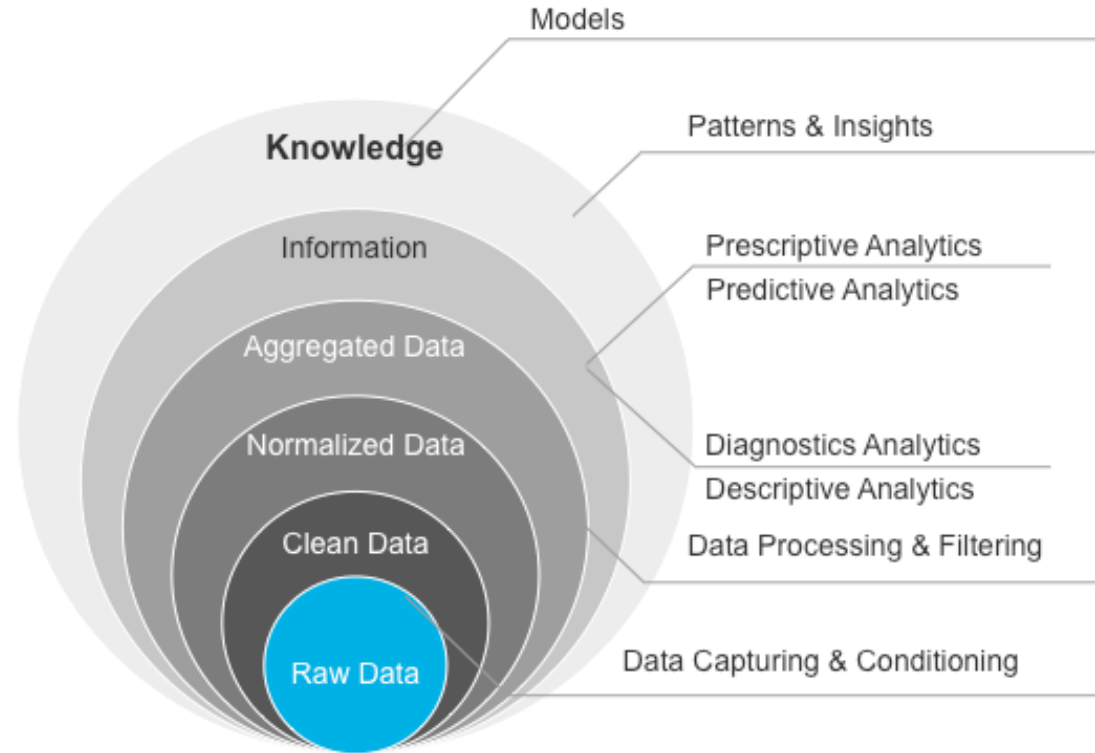 Models
Patterns & Insights
Knowledge
Information
Prescriptive Analytics
Predictive Analytics
Aggregated Data
Normalized Data
Diagnostics Analytics
Descriptive Analytics
Clean Data
Data Processing & Filtering
Raw Data
Data Capturing & Conditioning